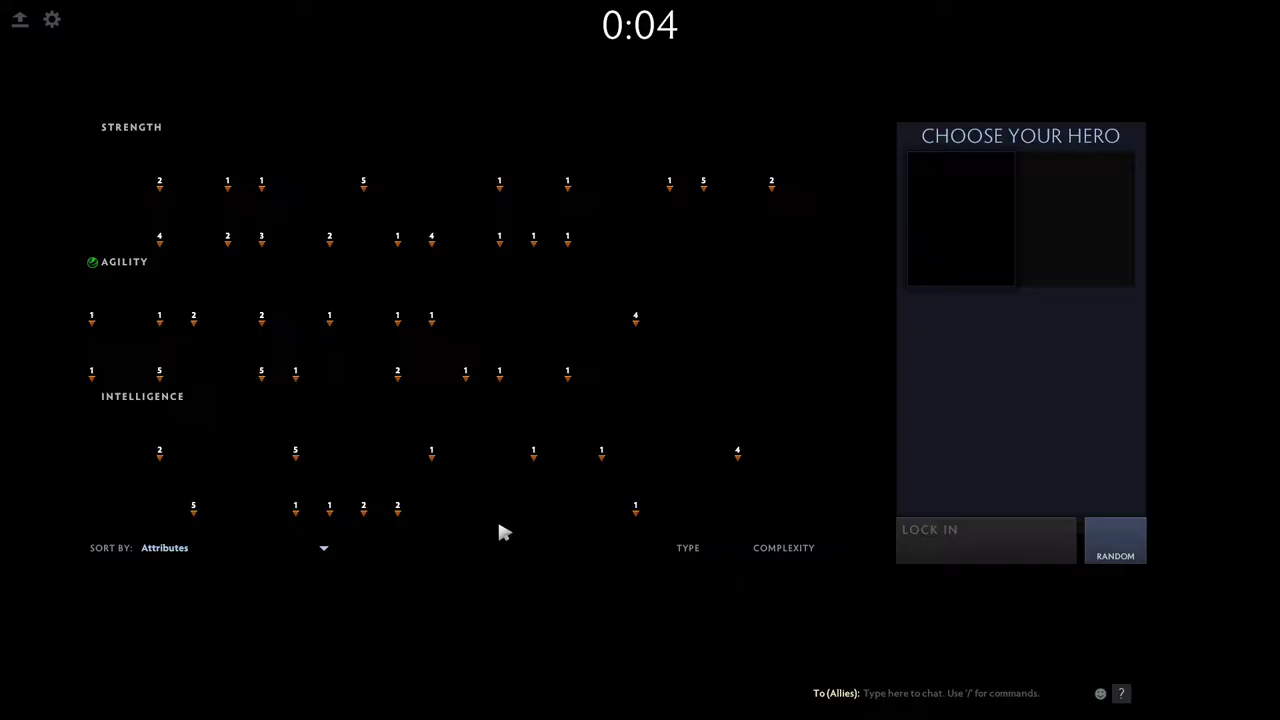 0:04
STRENGTH
2 1 1 5 1 1 1 5 2
4 2 3 2 1 4 1 1 1
AGILITY
1 1 2 2 1 1 1 4
1 5 5 1 2 1 1 1
INTELLIGENCE
2 5 1 1 1 4
5 1 1 2 2 1
SORT BY: Attributes
TYPE COMPLEXITY
CHOOSE YOUR HERO
LOCK IN
RANDOM
To (Allies): Type here to chat. Use '/' for commands.
?